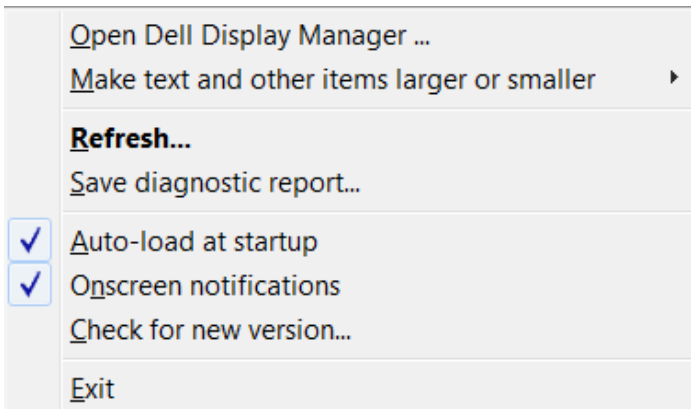 Open Dell Display Manager ...
Make text and other items larger or smaller
Refresh...
Save diagnostic report...
Auto-load at startup
Onscreen notifications
Check for new version...
Exit